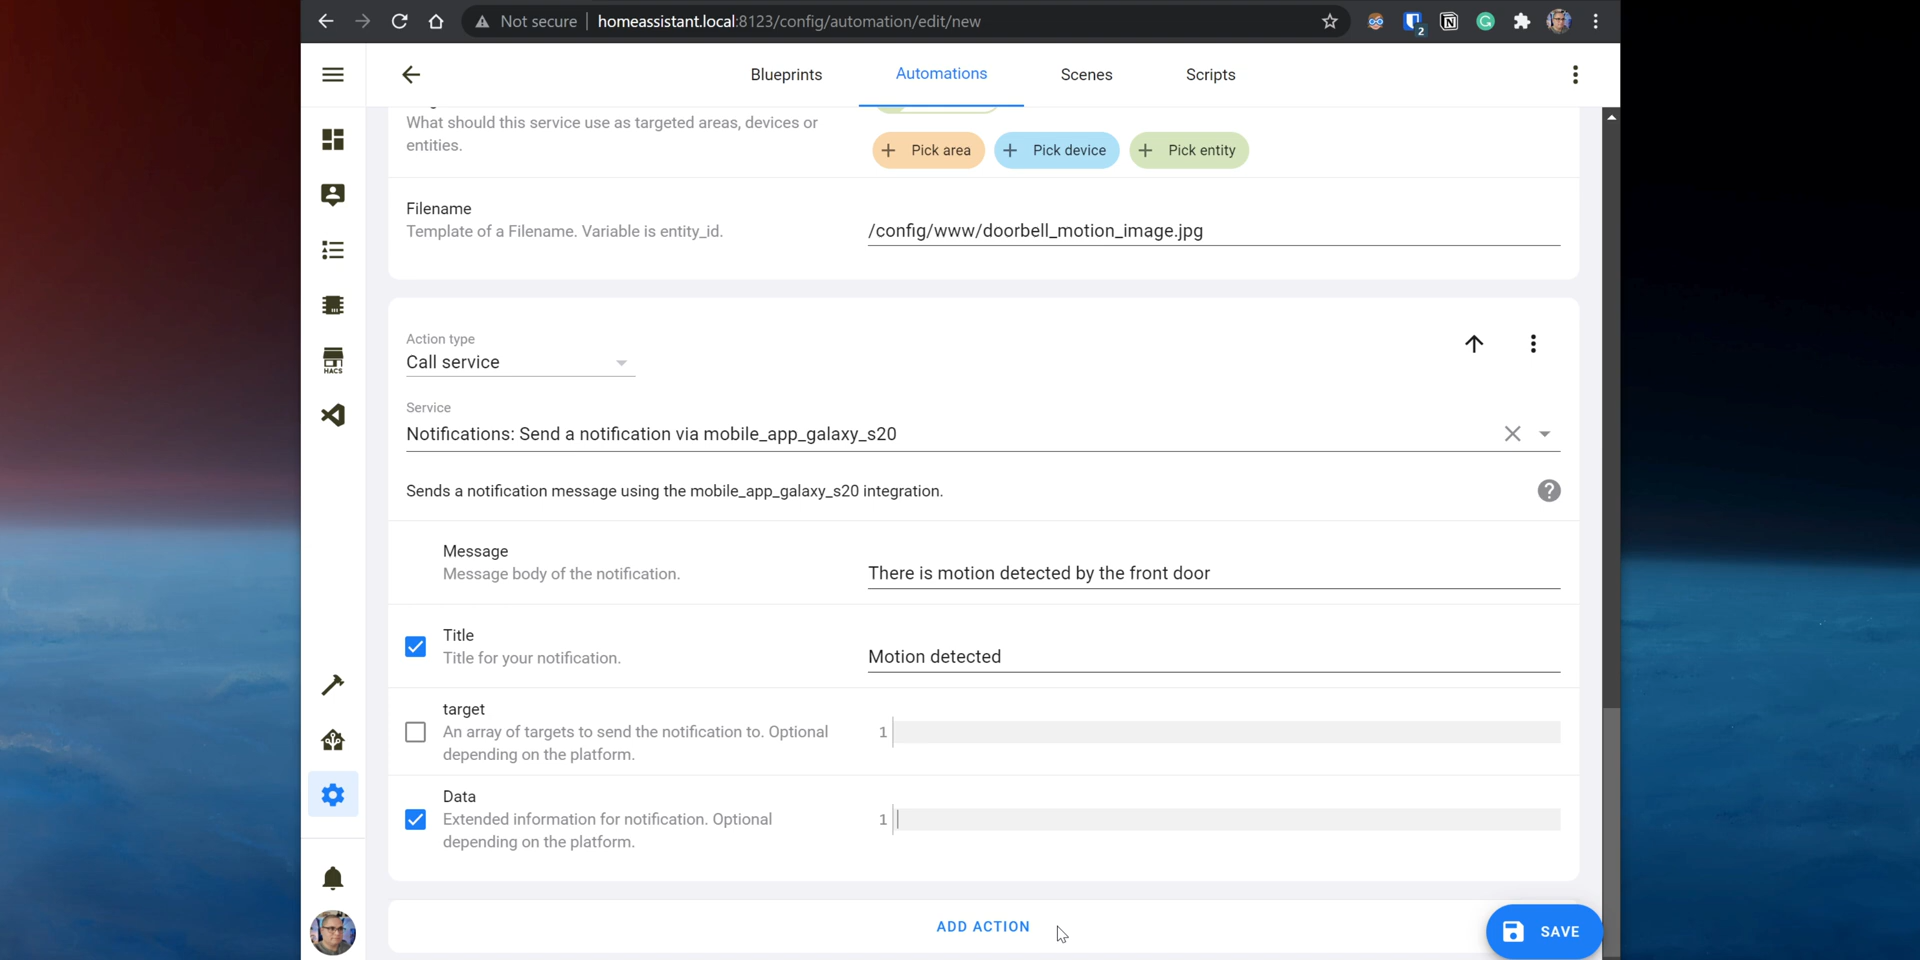 Not secure
homeassistant.local:8123/config/automation/edit/new
2
Blueprints
Automations
Scenes
Scripts
What should this service use as targeted areas, devices or
entities.
Pick area
Pick device
Pick entity
Filename
Template of a Filename. Variable is entity_id.
/config/www/doorbell_motion_image.jpg
HACS
Action type
Call service
Service
Notifications: Send a notification via mobile_app_galaxy_s20
Sends a notification message using the mobile_app_galaxy_s20 integration.
Message
Message body of the notification.
There is motion detected by the front door
Title
Title for your notification.
Motion detected
target
An array of targets to send the notification to. Optional
depending on the platform.
1
Data
Extended information for notification. Optional
depending on the platform.
1
ADD ACTION
SAVE